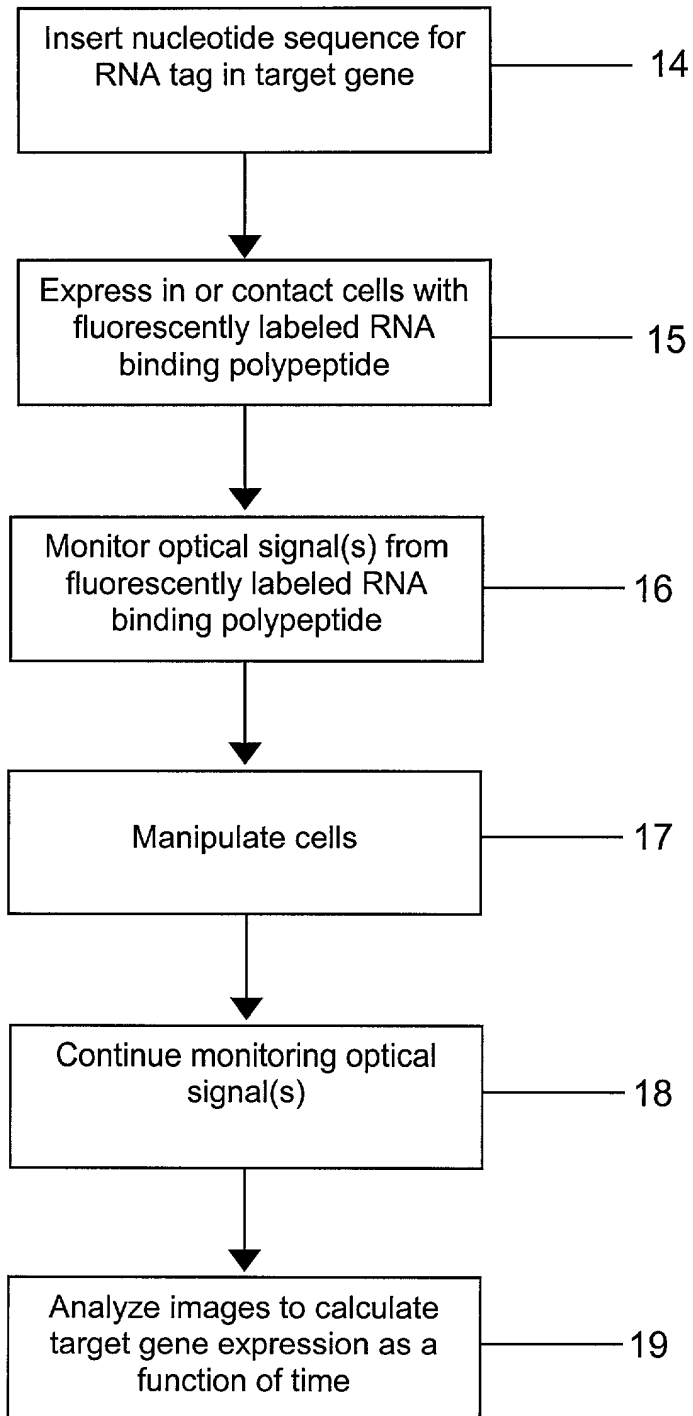 Insert nucleotide sequence for
RNA tag in target gene
14
Express in or contact cells with
fluorescently labeled RNA
binding polypeptide
15
Monitor optical signal(s) from
fluorescently labeled RNA
binding polypeptide
16
Manipulate cells
17
Continue monitoring optical
signal(s)
18
Analyze images to calculate
target gene expression as a
function of time
19